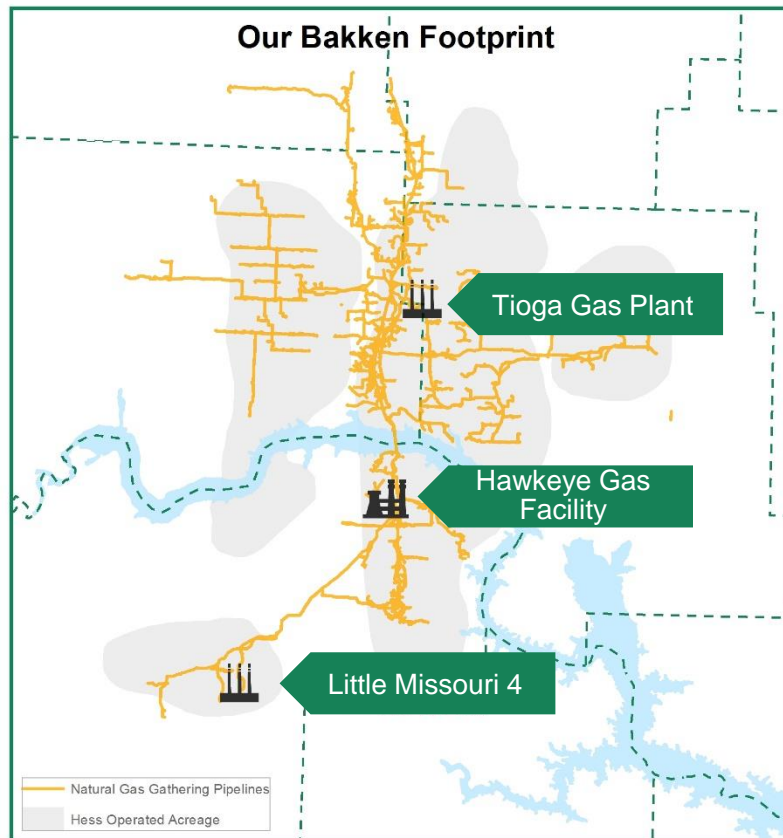 Our Bakken Footprint
Tioga Gas Plant
Hawkeye Gas
Facility
Little Missouri 4
Natural Gas Gathering Pipelines
Hess Operated Acreage